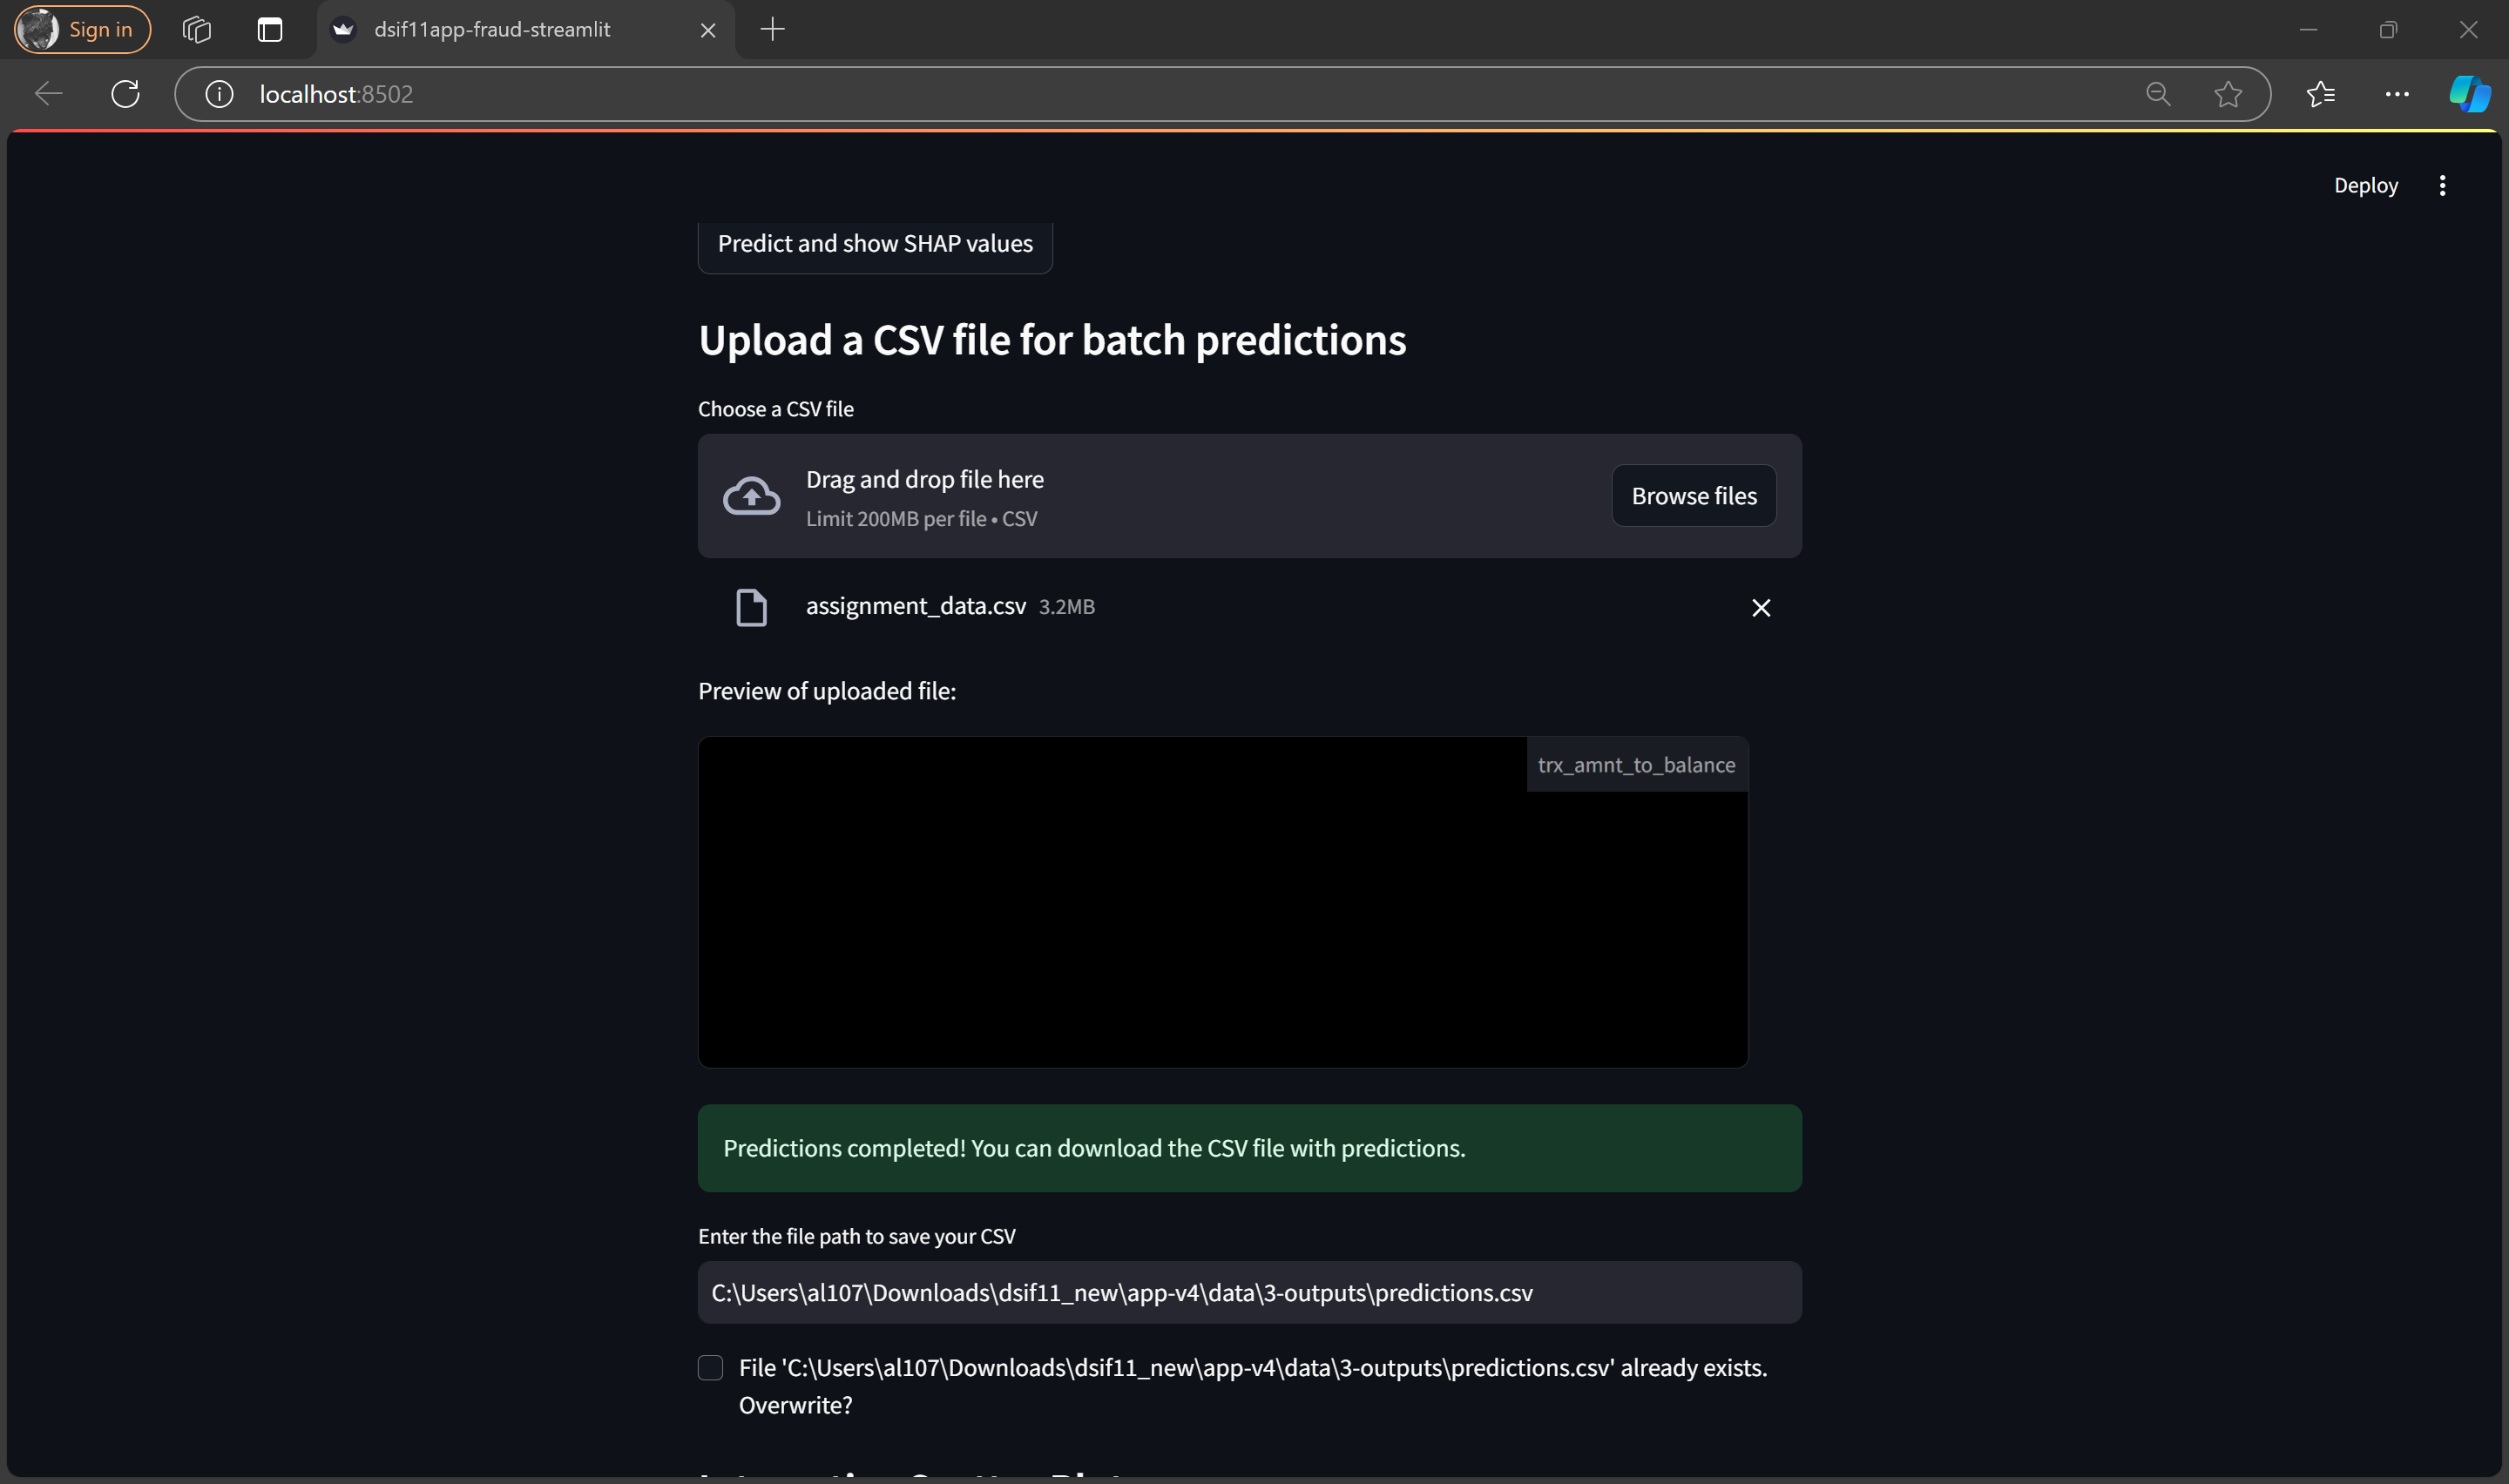 Sign in
dsif11app-fraud-streamlit
localhost:8502
Deploy
Predict and show SHAP values
Upload a CSV file for batch predictions
Choose a CSV file
Drag and drop file here
Limit 200MB per file • CSV
Browse files
assignment_data.csv 3.2MB
Preview of uploaded file:
trx_amnt_to_balance
Predictions completed! You can download the CSV file with predictions.
Enter the file path to save your CSV
C:\Users\al107\Downloads\dsif11_new\app-v4\data\3-outputs\predictions.csv
File 'C:\Users\al107\Downloads\dsif11_new\app-v4\data\3-outputs\predictions.csv' already exists.
Overwrite?